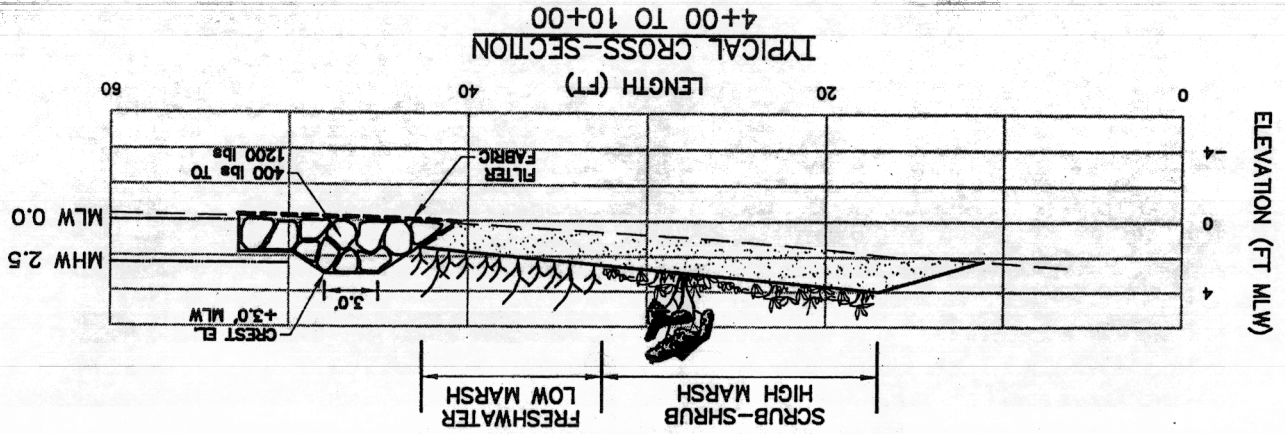 SCRUB-SHRUB
HIGH MARSH
FRESHWATER
LOW MARSH
CREST EL.
+3.0' MLW
3.0'
ELEVATION (FT MLW)
4
0
-4
MHW 2.5
MLW 0.0
FILTER
FABRIC
400 lbs TO
1200 lbs
0
20
40
60
LENGTH (FT)
TYPICAL CROSS-SECTION
4+00 TO 10+00